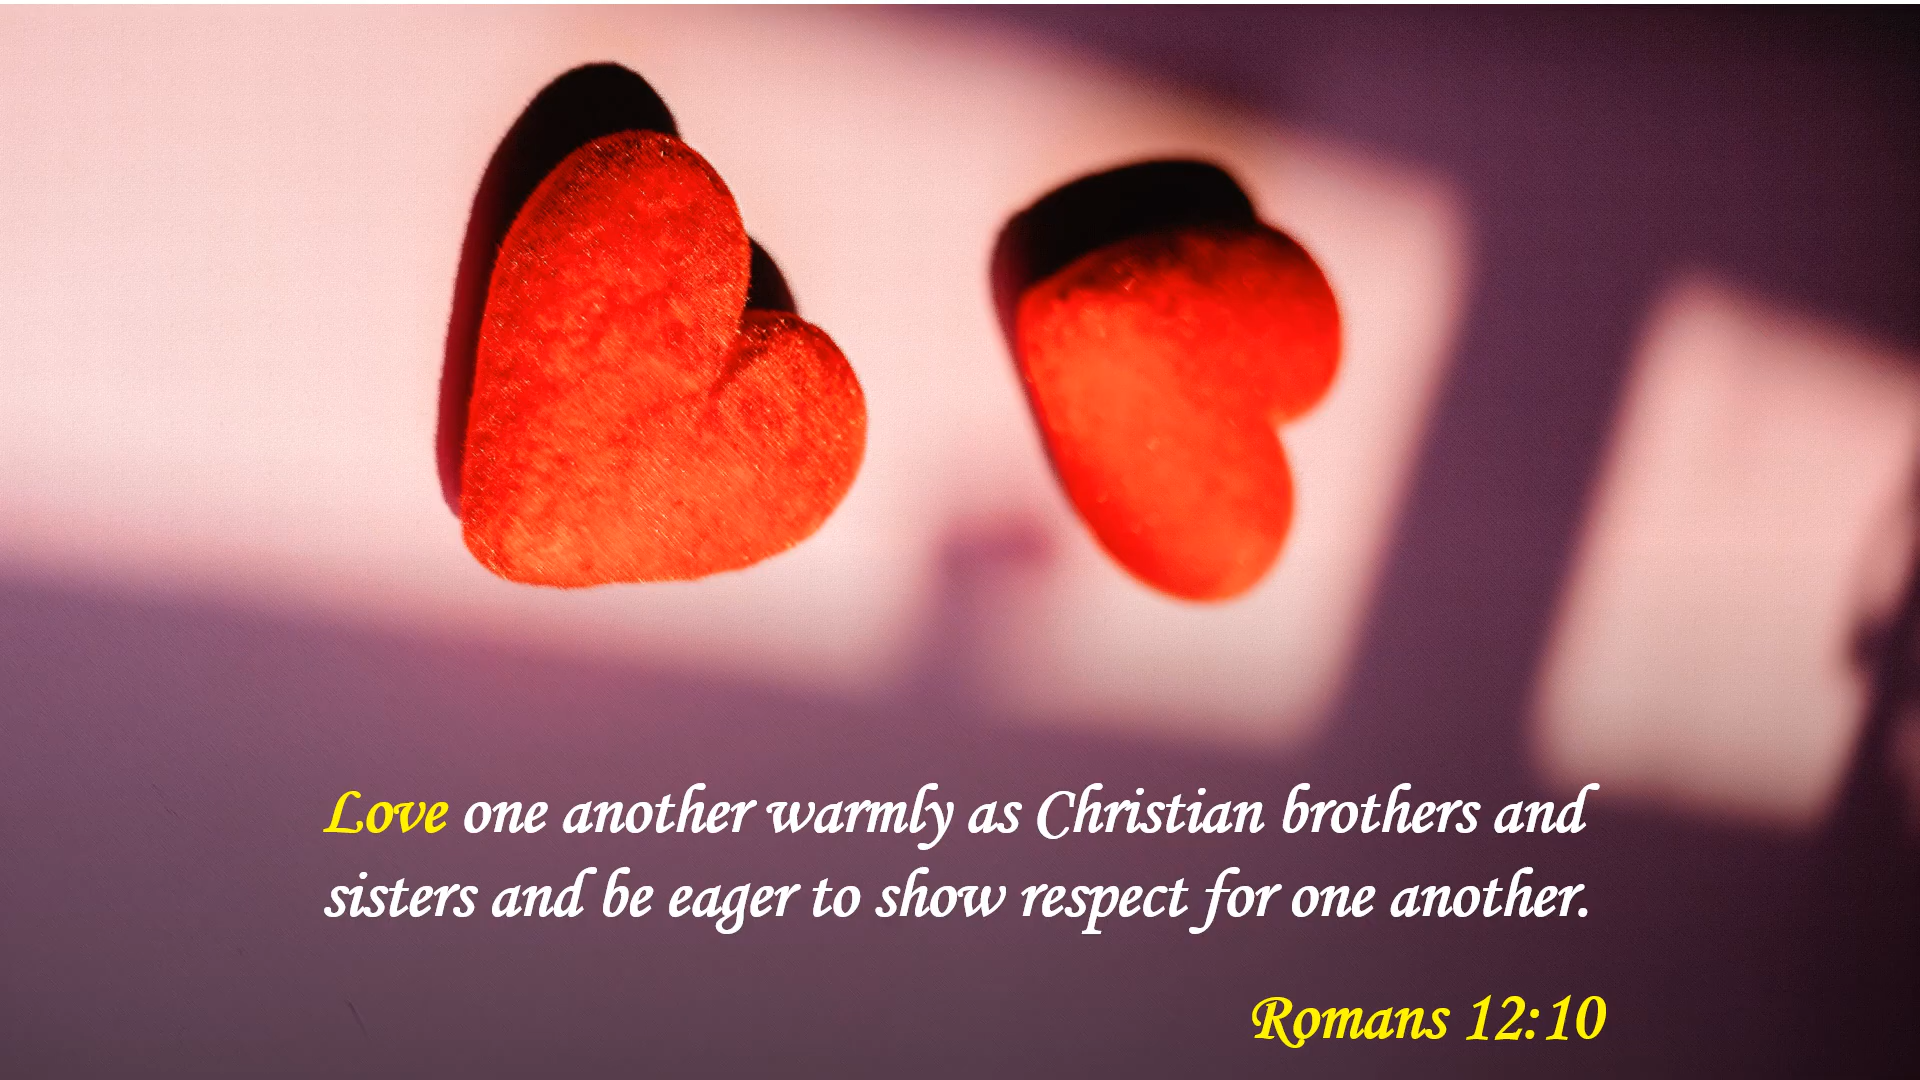 Love one another warmly as Christian brothers and
sisters and be eager to show respect for one another.
Romans 12:10